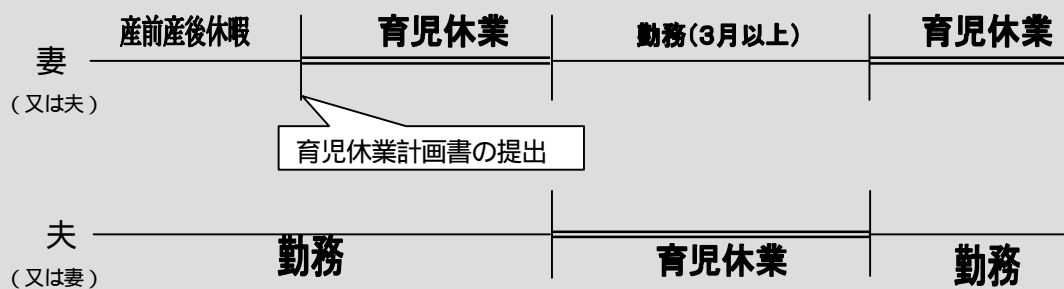 産前産後休暇 育児休業 勤務(3月以上) 育児休業
妻
(又は夫)
育児休業計画書の提出
夫
(又は妻)
勤務 育児休業 勤務